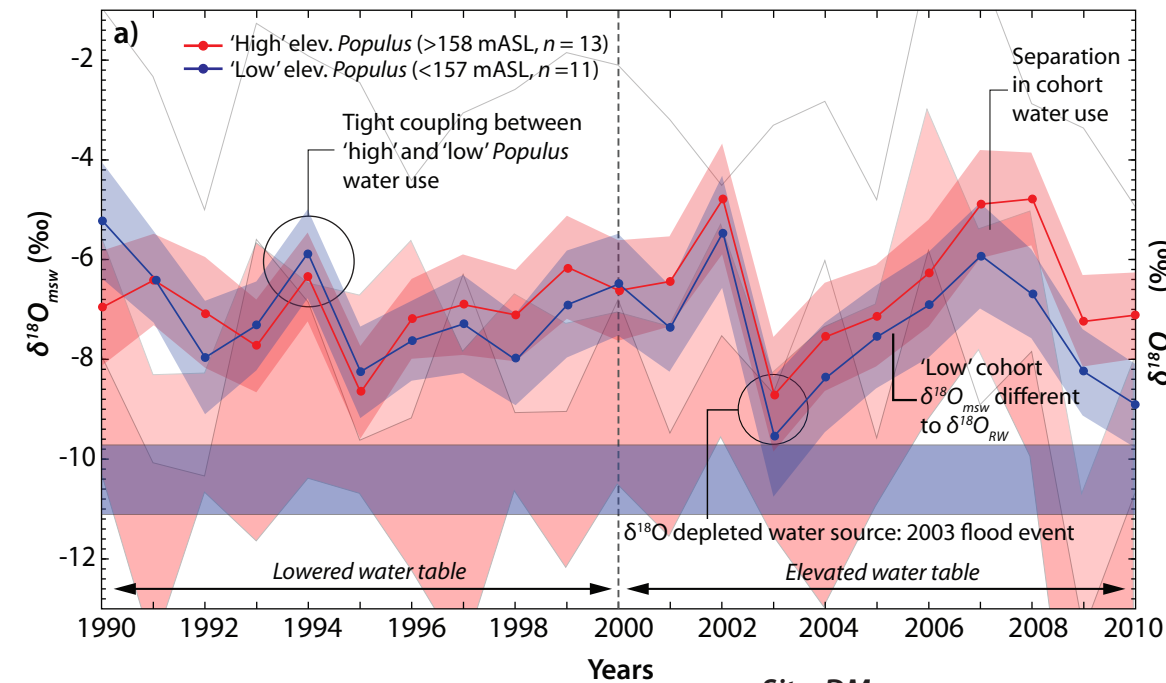 a)
'High' elev. Populus (>158 mASL, n = 13)
'Low' elev. Populus (<157 mASL, n =11)
Separation
in cohort
water use
Tight coupling between
'high' and 'low' Populus
water use
-2
-4
-6
-8
-10
-12
δ¹⁸Omsw (‰)
(‰)
δ¹⁸O
'Low' cohort
δ¹⁸Omsw different
to δ¹⁸ORW
δ¹⁸O depleted water source: 2003 flood event
Lowered water table
Elevated water table
1990 1992 1994 1996 1998 2000 2002 2004 2006 2008 2010
Years